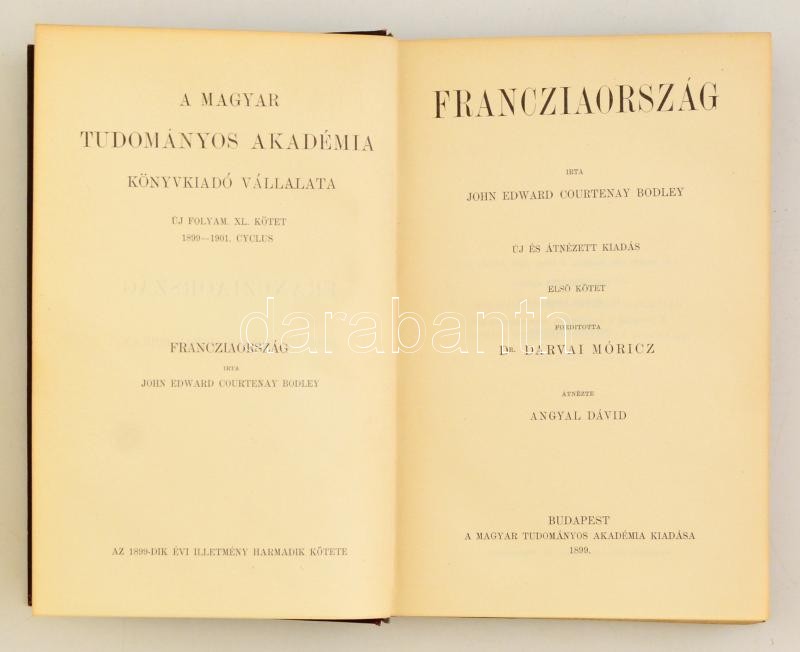 A MAGYAR
TUDOMÁNYOS AKADÉMIA
KÖNYVKIADÓ VÁLLALATA
ÚJ FOLYAM. XL. KÖTET
1899—1901. CYCLUS
FRANCZIAORSZÁG
IRTA
JOHN EDWARD COURTENAY BODLEY
AZ 1899-DIK ÉVI ILLETMÉNY HARMADIK KÖTETE
FRANCZIAORSZÁG
IRTA
JOHN EDWARD COURTENAY BODLEY
ÚJ ÉS ÁTNÉZETT KIADÁS
ELSŐ KÖTET
FORDITOTTA
DR. DARVAI MÓRICZ
ÁTNÉZTE
ANGYAL DÁVID
BUDAPEST
A MAGYAR TUDOMÁNYOS AKADÉMIA KIADÁSA
1899.
darabanth